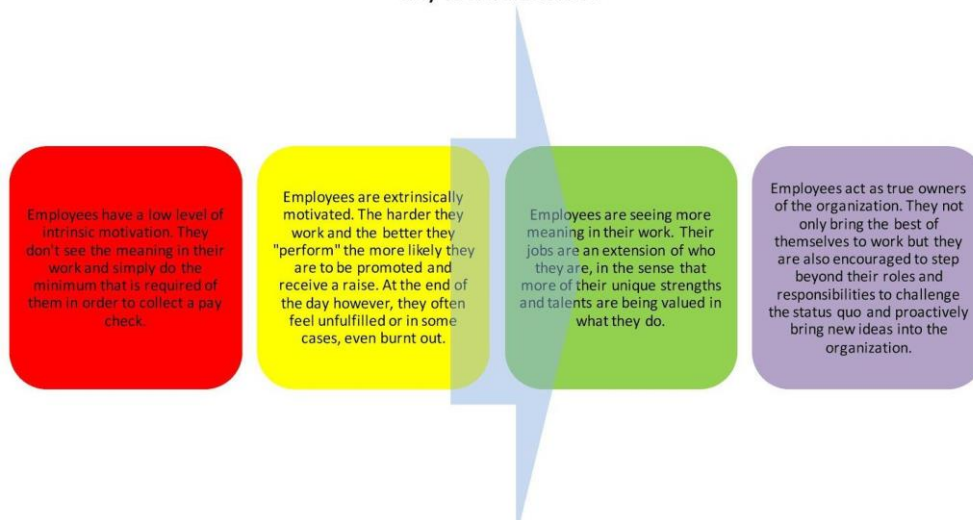 Employees have a low level of
intrinsic motivation. They
don't see the meaning in their
work and simply do the
minimum that is required of
them in order to collect a pay
check.
Employees are extrinsically
motivated. The harder they
work and the better they
"perform" the more likely they
are to be promoted and
receive a raise. At the end of
the day however, they often
feel unfulfilled or in some
cases, even burnt out.
Employees are seeing more
meaning in their work. Their
jobs are an extension of who
they are, in the sense that
more of their unique strengths
and talents are being valued in
what they do.
Employees act as true owners
of the organization. They not
only bring the best of
themselves to work but they
are also encouraged to step
beyond their roles and
responsibilities to challenge
the status quo and proactively
bring new ideas into the
organization.